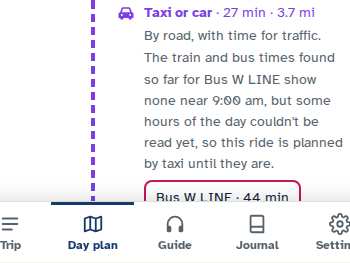 Taxi or car · 27 min · 3.7 mi
By road, with time for traffic.
The train and bus times found
so far for Bus W LINE show
none near 9:00 am, but some
hours of the day couldn't be
read yet, so this ride is planned
by taxi until they are.
Bus W LINE · 44 min
Trip
Day plan
Guide
Journal